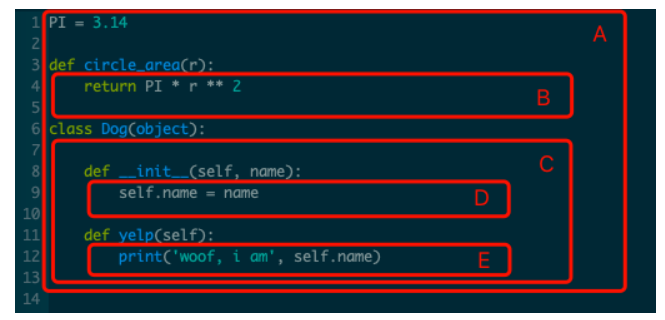 1 PI = 3.14
A
2
3 def circle_area(r):
4     return PI * r ** 2
B
5
6 class Dog(object):
7
C
8     def __init__(self, name):
9         self.name = name
D
10
11     def yelp(self):
12         print('woof, i am', self.name)
E
13
14